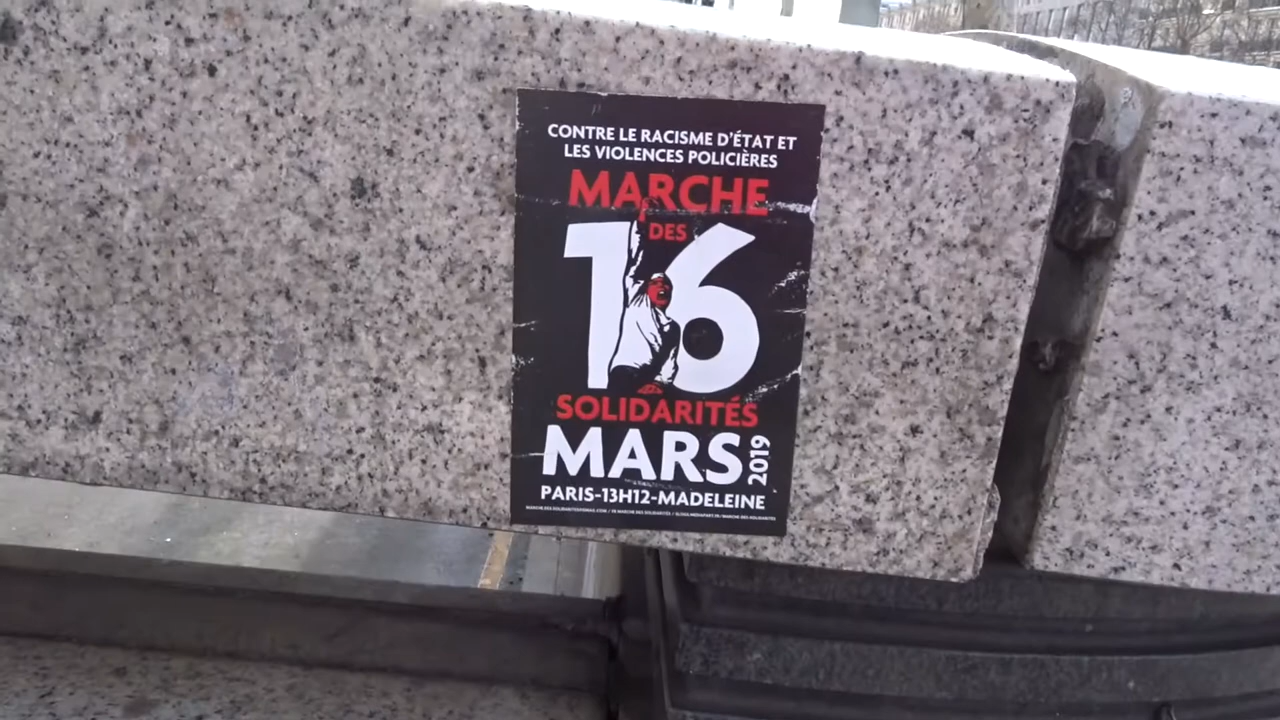 CONTRE LE RACISME D'ÉTAT ET
LES VIOLENCES POLICIÈRES
MARCHE
DES
16
SOLIDARITÉS
MARS 2019
PARIS-13H12-MADELEINE